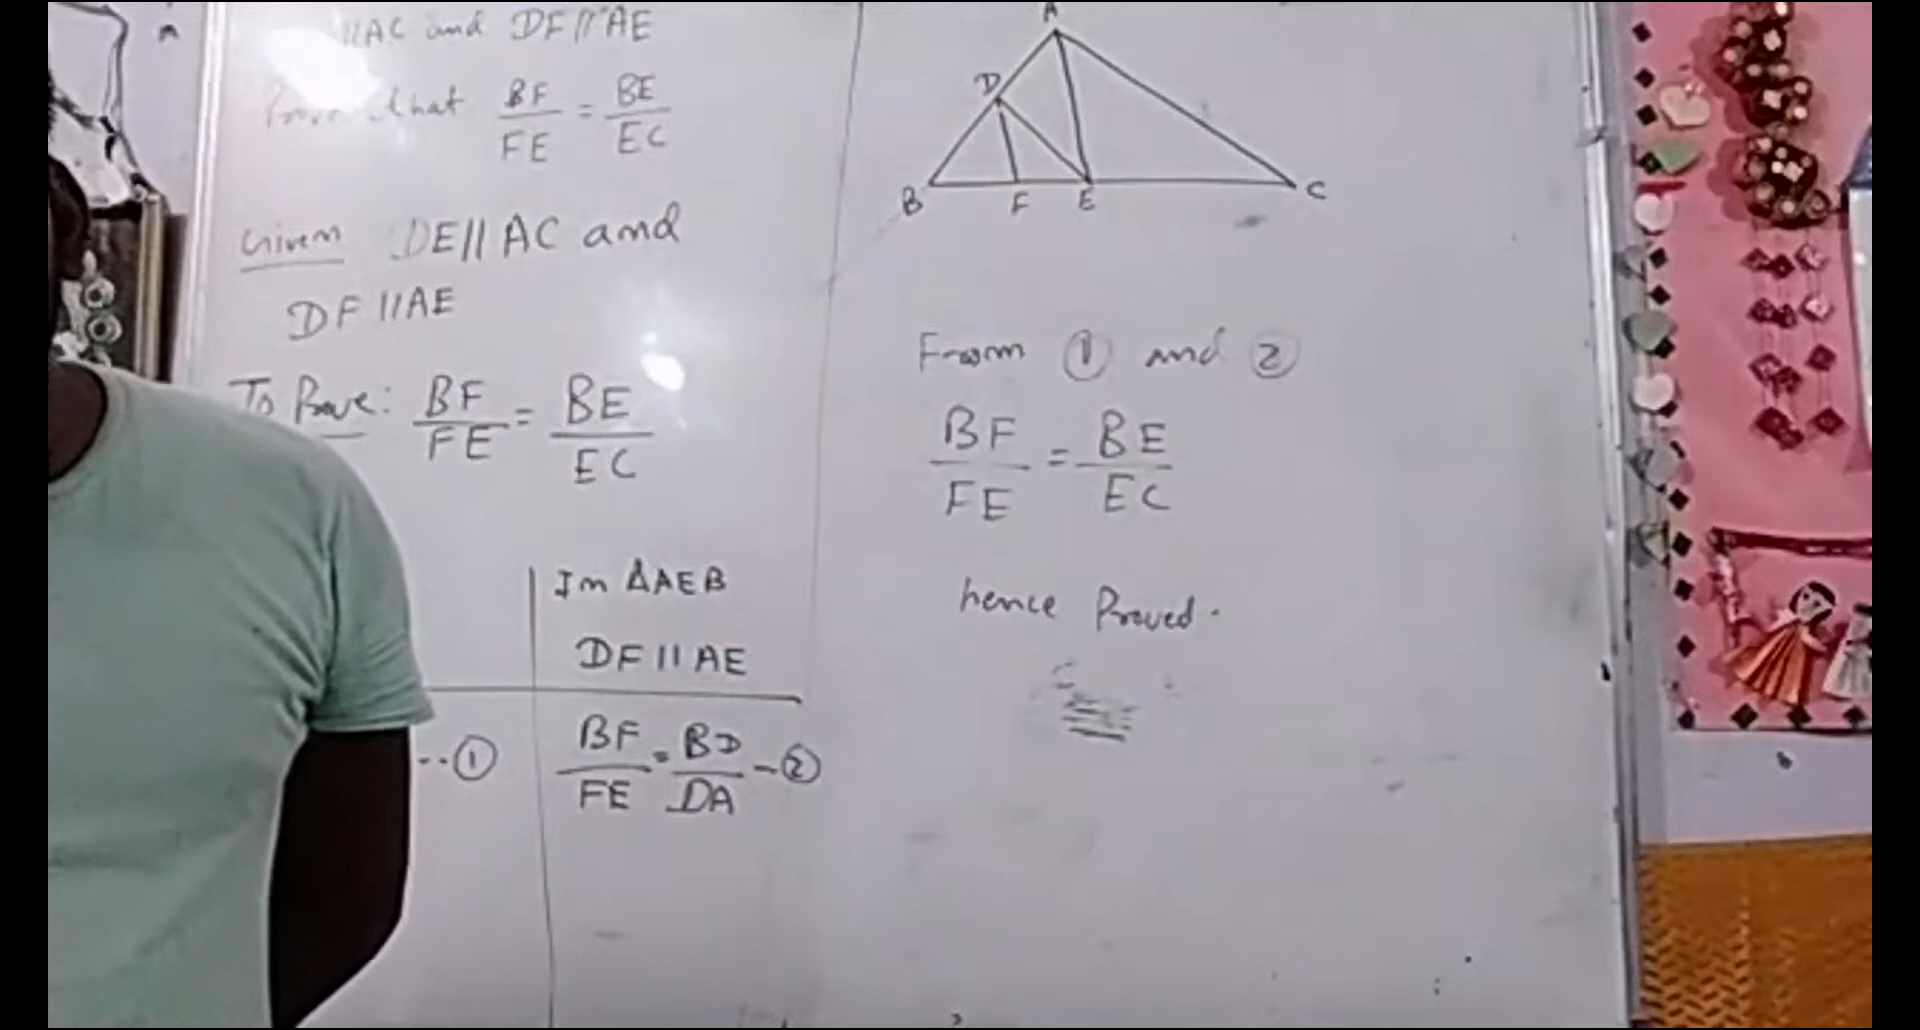 ||AC and DF||AE
Prove that BF/FE = BE/EC
Given DE||AC and
DF||AE
To Prove: BF/FE = BE/EC
In ΔAEB
DF||AE
--①
BF/FE = BD/DA -②
A
D
B F E C
From ① and ②
BF/FE = BE/EC
hence Proved.